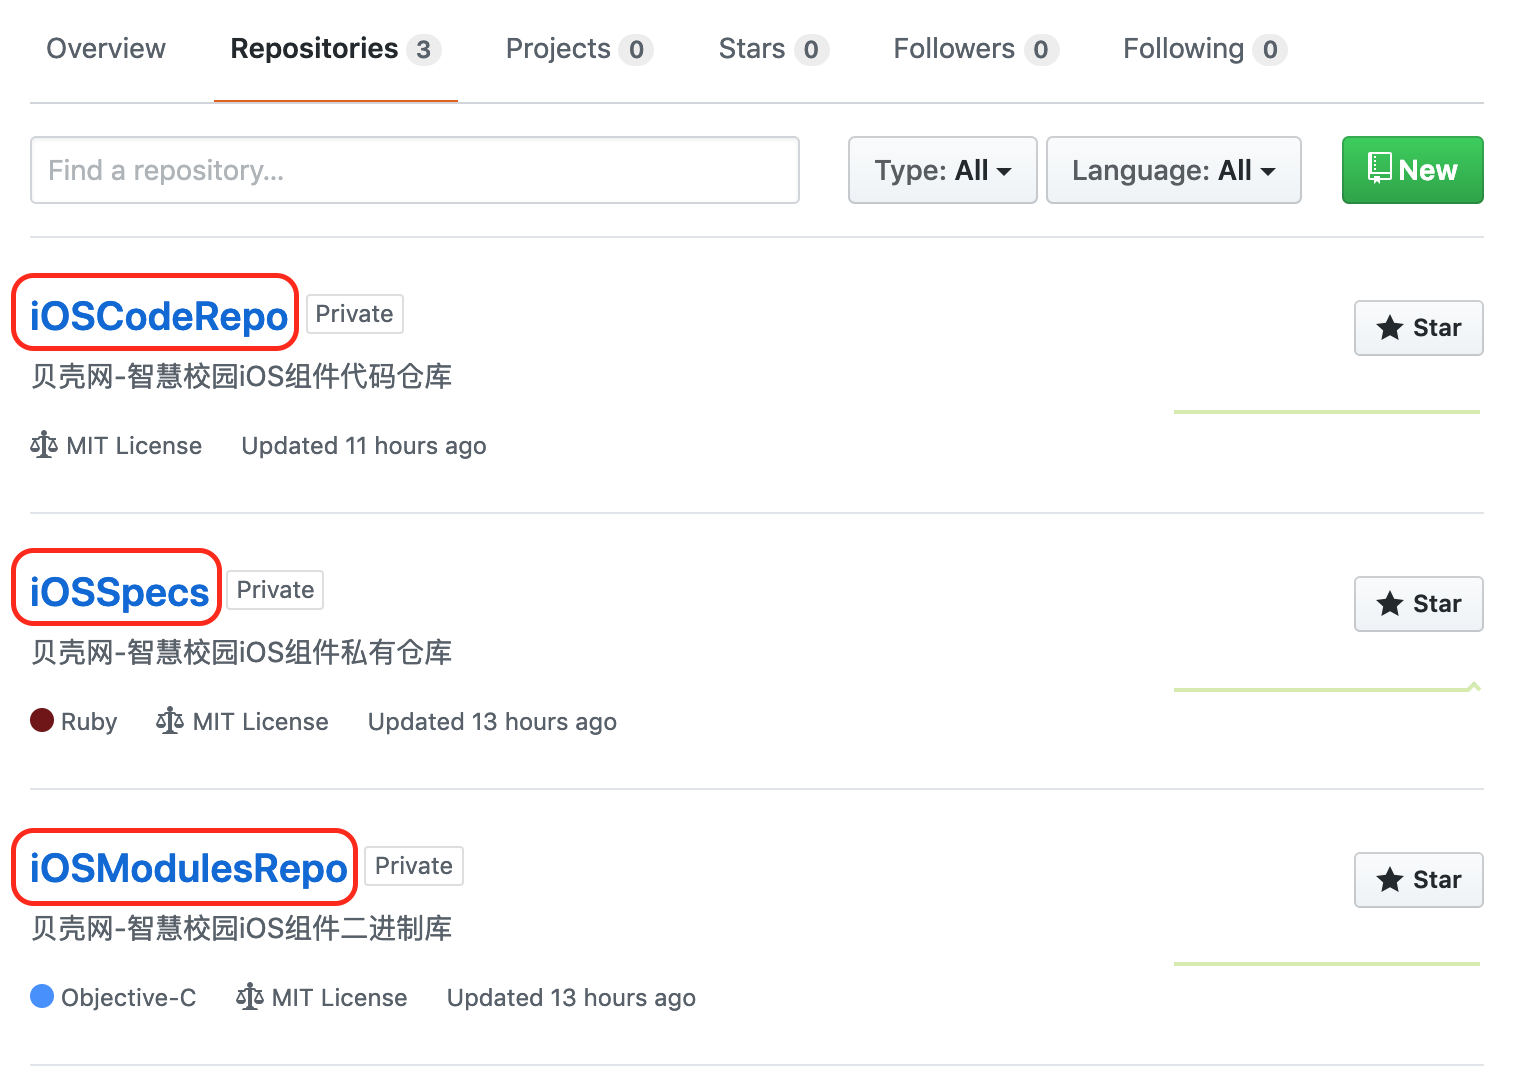 Overview Repositories 3 Projects 0 Stars 0 Followers 0 Following 0
Find a repository... Type: All Language: All New
iOSCodeRepo Private Star
贝壳网-智慧校园iOS组件代码仓库
MIT License Updated 11 hours ago
iOSSpecs Private Star
贝壳网-智慧校园iOS组件私有仓库
Ruby MIT License Updated 13 hours ago
iOSModulesRepo Private Star
贝壳网-智慧校园iOS组件二进制库
Objective-C MIT License Updated 13 hours ago